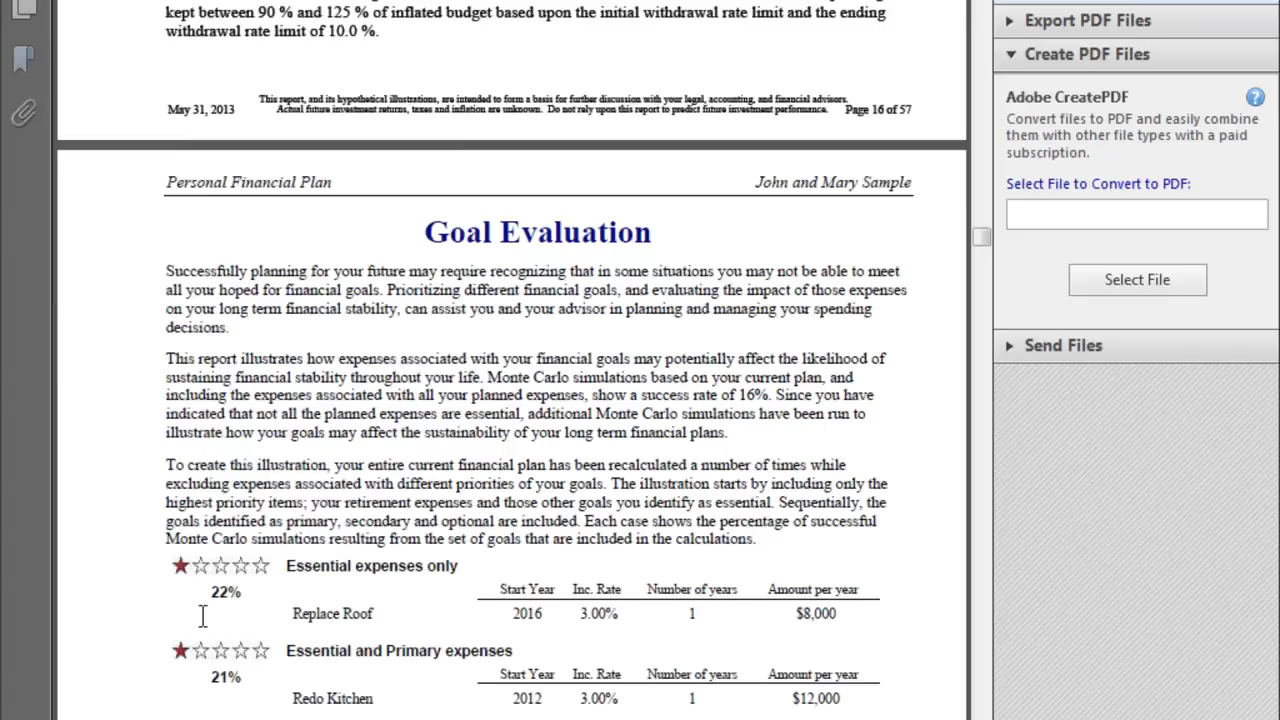 kept between 90 % and 125 % of inflated budget based upon the initial withdrawal rate limit and the ending
withdrawal rate limit of 10.0 %.
This report, and its hypothetical illustrations, are intended to form a basis for further discussion with your legal, accounting, and financial advisors.
May 31, 2013 Actual future investment returns, taxes and inflation are unknown. Do not rely upon this report to predict future investment performance. Page 16 of 57
Personal Financial Plan John and Mary Sample
Goal Evaluation
Successfully planning for your future may require recognizing that in some situations you may not be able to meet
all your hoped for financial goals. Prioritizing different financial goals, and evaluating the impact of those expenses
on your long term financial stability, can assist you and your advisor in planning and managing your spending
decisions.
This report illustrates how expenses associated with your financial goals may potentially affect the likelihood of
sustaining financial stability throughout your life. Monte Carlo simulations based on your current plan, and
including the expenses associated with all your planned expenses, show a success rate of 16%. Since you have
indicated that not all the planned expenses are essential, additional Monte Carlo simulations have been run to
illustrate how your goals may affect the sustainability of your long term financial plans.
To create this illustration, your entire current financial plan has been recalculated a number of times while
excluding expenses associated with different priorities of your goals. The illustration starts by including only the
highest priority items; your retirement expenses and those other goals you identify as essential. Sequentially, the
goals identified as primary, secondary and optional are included. Each case shows the percentage of successful
Monte Carlo simulations resulting from the set of goals that are included in the calculations.
Essential expenses only
22% Start Year Inc. Rate Number of years Amount per year
Replace Roof 2016 3.00% 1 $8,000
Essential and Primary expenses
21% Start Year Inc. Rate Number of years Amount per year
Redo Kitchen 2012 3.00% 1 $12,000
Export PDF Files
Create PDF Files
Adobe CreatePDF
Convert files to PDF and easily combine
them with other file types with a paid
subscription.
Select File to Convert to PDF:
Select File
Send Files